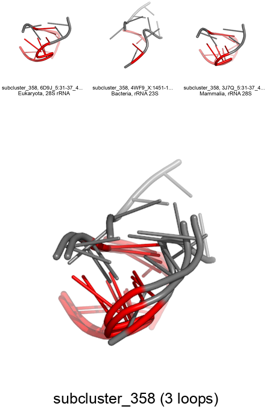 subcluster_358, 6D9J_5:31-37_4...
Eukaryota, 28S rRNA
subcluster_358, 4WF9_X:1451-1...
Bacteria, rRNA 23S
subcluster_358, 3J7Q_5:31-37_4...
Mammalia, rRNA 28S
subcluster_358 (3 loops)